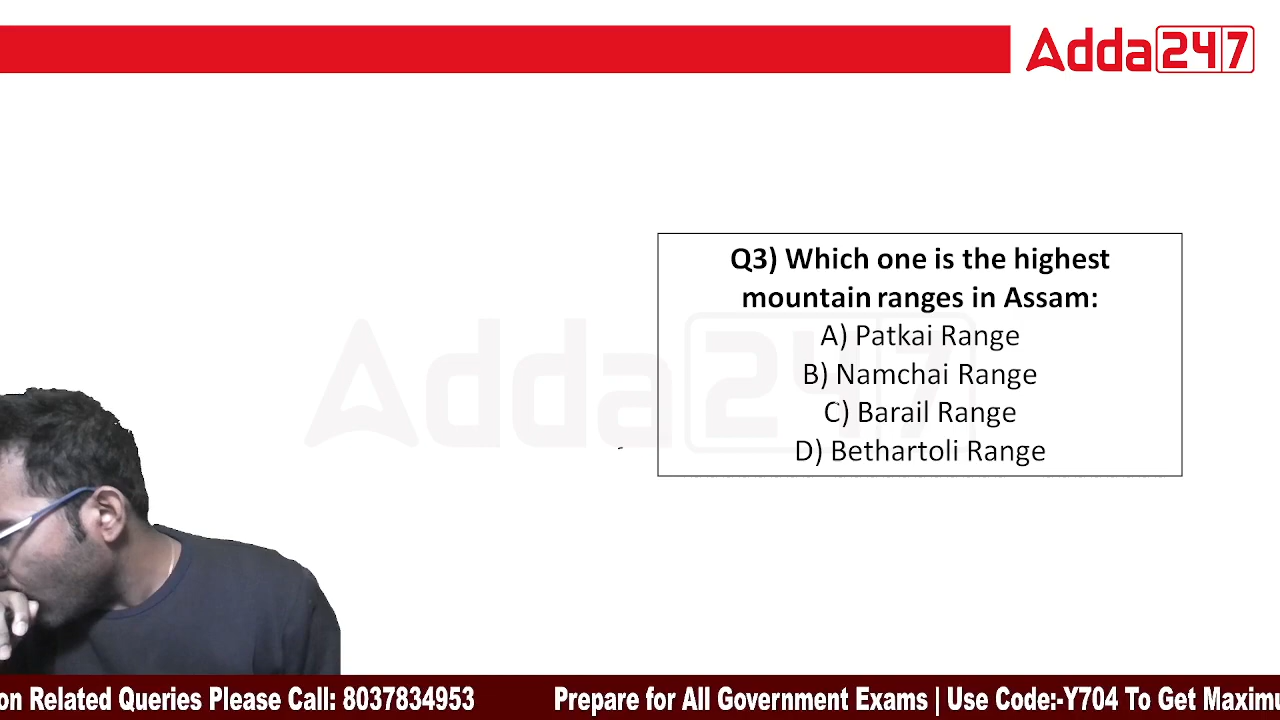 Adda247
Q3) Which one is the highest
mountain ranges in Assam:
A) Patkai Range
B) Namchai Range
C) Barail Range
D) Bethartoli Range
Adda247
on Related Queries Please Call: 8037834953 Prepare for All Government Exams | Use Code:-Y704 To Get Maximu